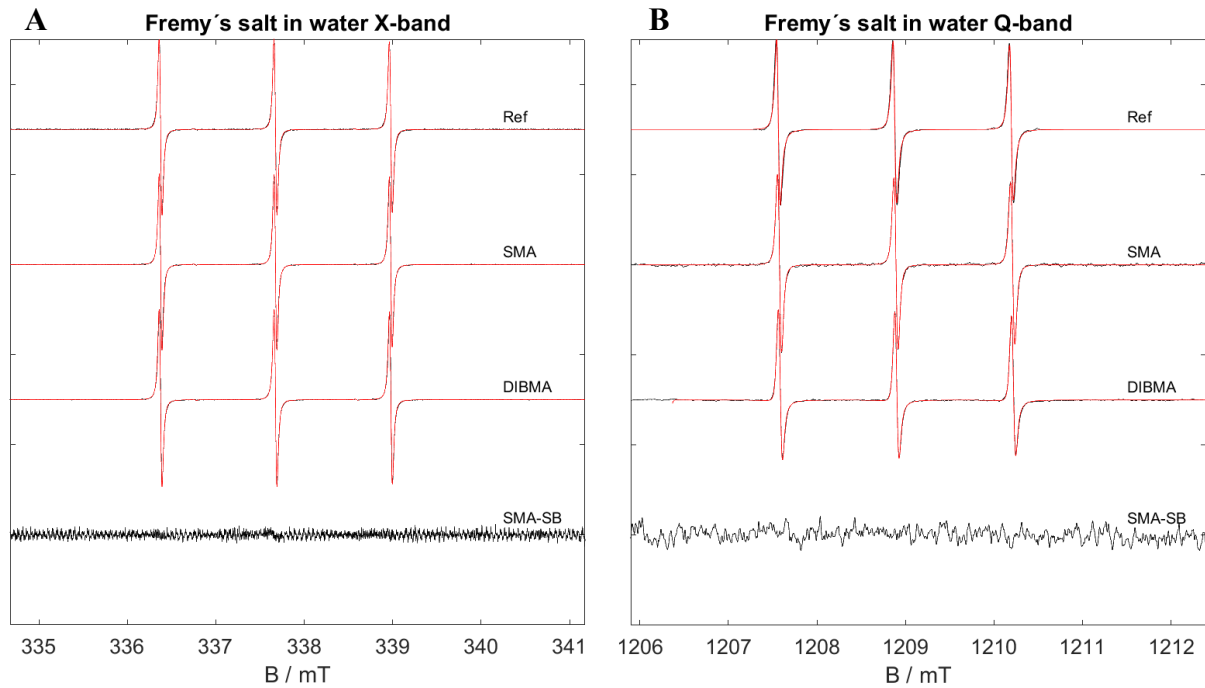 A
Fremy´s salt in water X-band
Ref
SMA
DIBMA
SMA-SB
335 336 337 338 339 340 341
B / mT
B
Fremy´s salt in water Q-band
Ref
SMA
DIBMA
SMA-SB
1206 1207 1208 1209 1210 1211 1212
B / mT